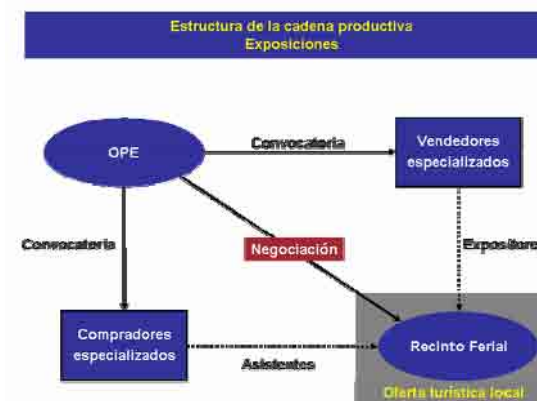 Estructura de la cadena productiva
Exposiciones
OPE
Convocatoria
Vendedores
especializados
Convocatoria
Negociación
Expositore
Compradores
especializados
Asistentes
Recinto Ferial
Oferta turística local